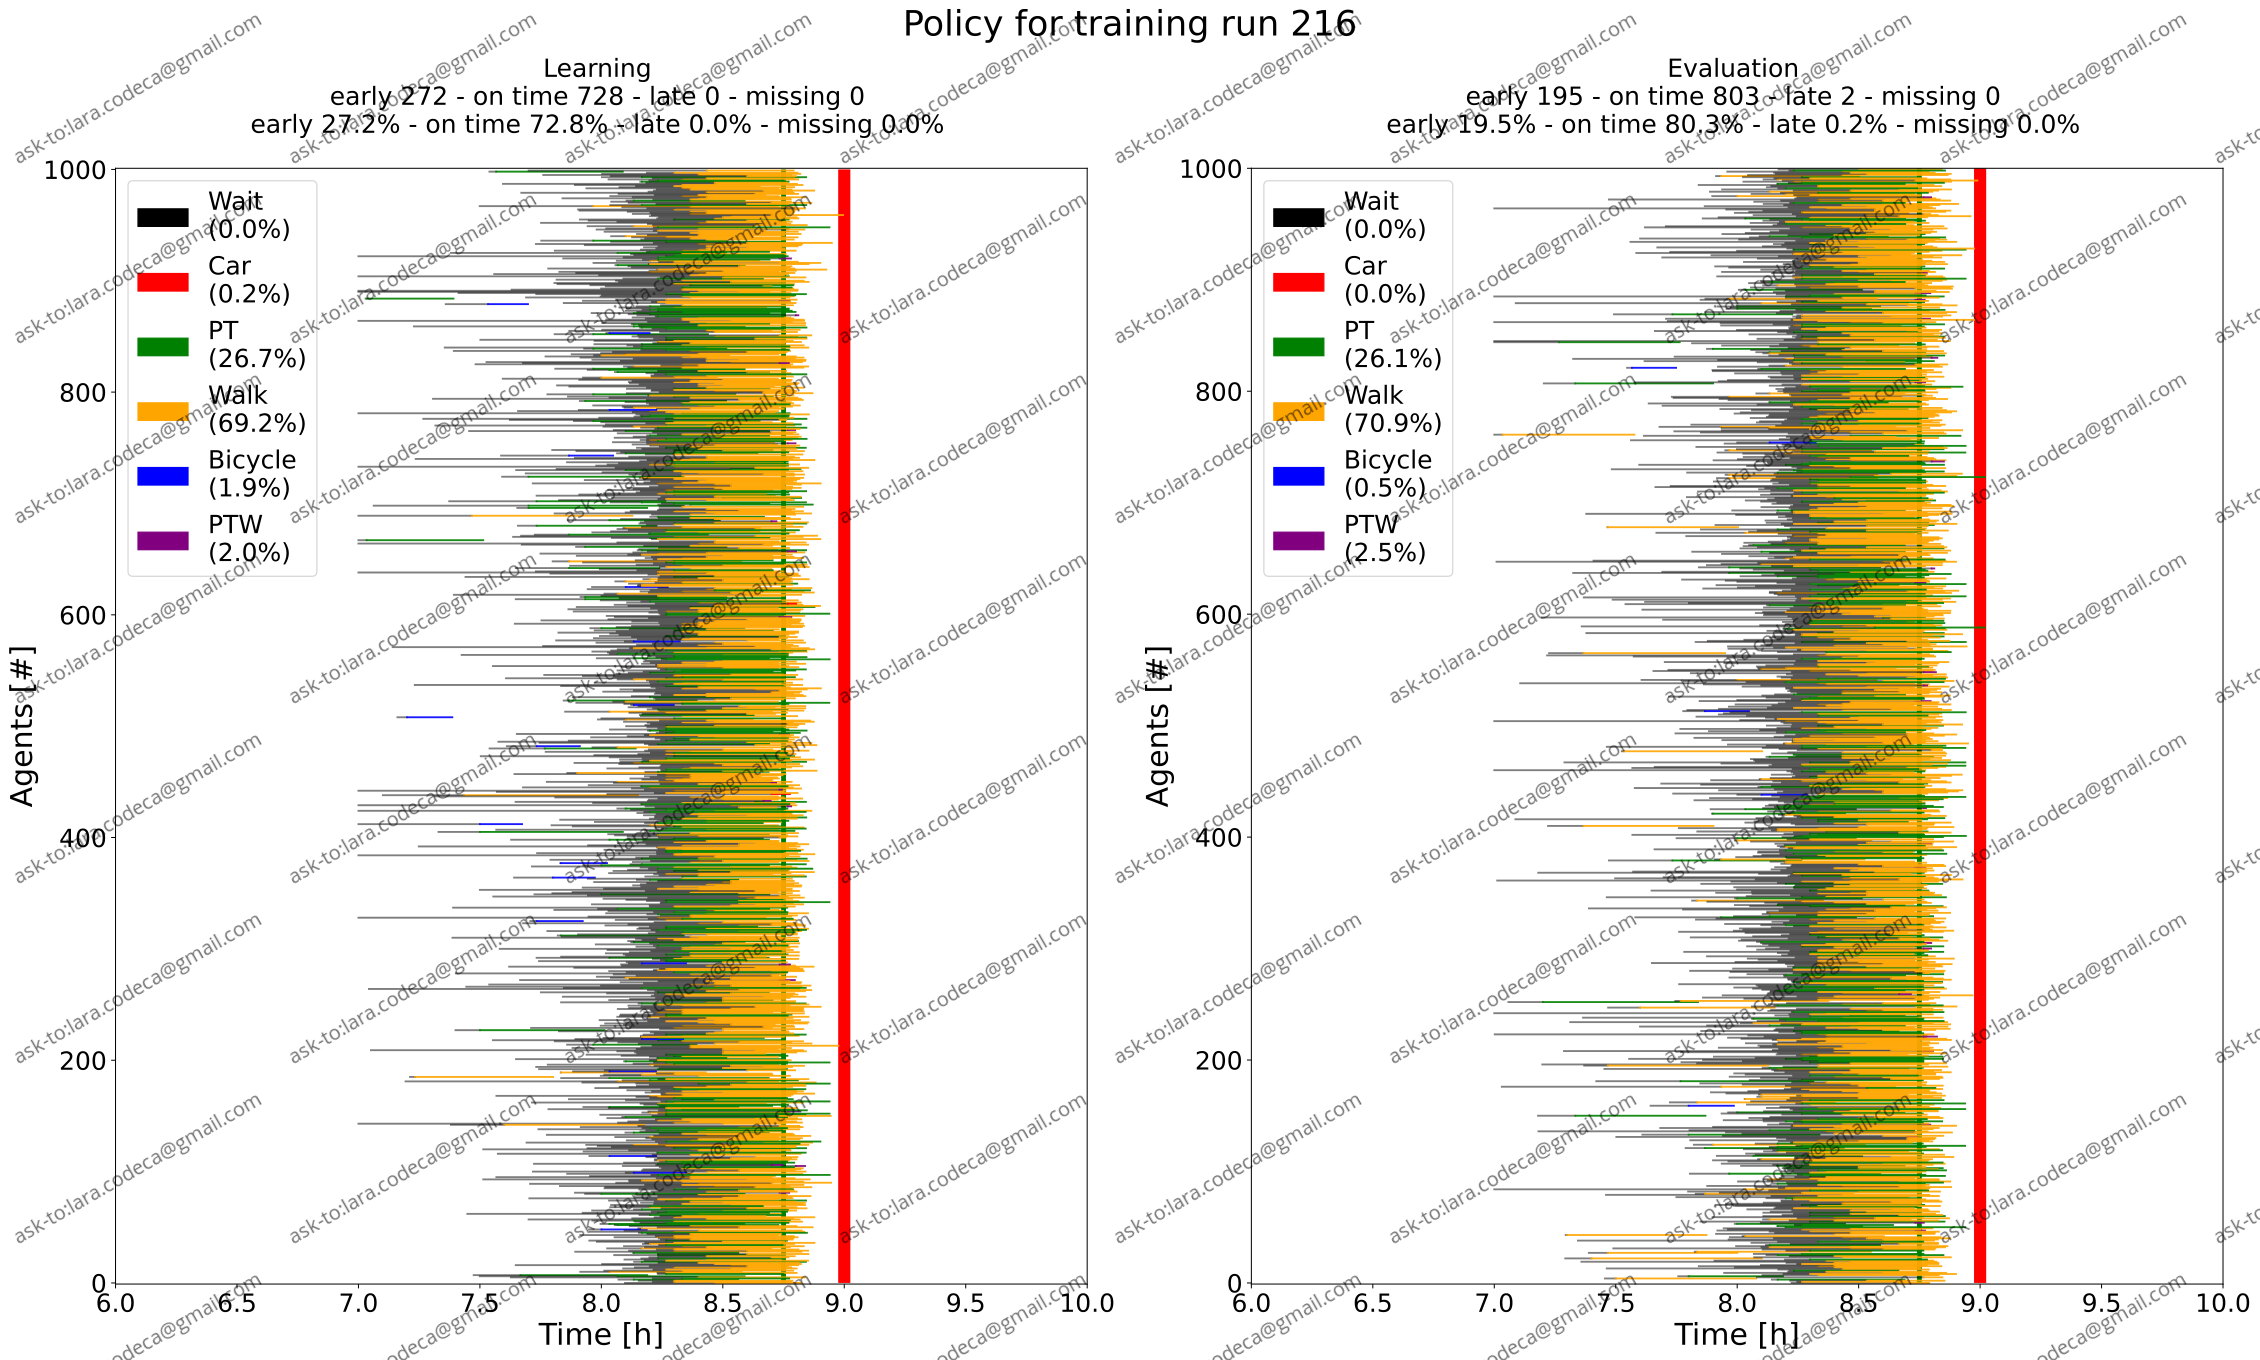 Policy for training run 216
Learning
early 272 - on time 728 - late 0 - missing 0
early 27.2% - on time 72.8% - late 0.0% - missing 0.0%
1000
800
600
400
200
0
Agents [#]
Wait
(0.0%)
Car
(0.2%)
PT
(26.7%)
Walk
(69.2%)
Bicycle
(1.9%)
PTW
(2.0%)
6.0 6.5 7.0 7.5 8.0 8.5 9.0 9.5 10.0
Time [h]
Evaluation
early 195 - on time 803 - late 2 - missing 0
early 19.5% - on time 80.3% - late 0.2% - missing 0.0%
1000
800
600
400
200
0
Agents [#]
Wait
(0.0%)
Car
(0.0%)
PT
(26.1%)
Walk
(70.9%)
Bicycle
(0.5%)
PTW
(2.5%)
6.0 6.5 7.0 7.5 8.0 8.5 9.0 9.5 10.0
Time [h]
ask-to:lara.codeca@gmail.com